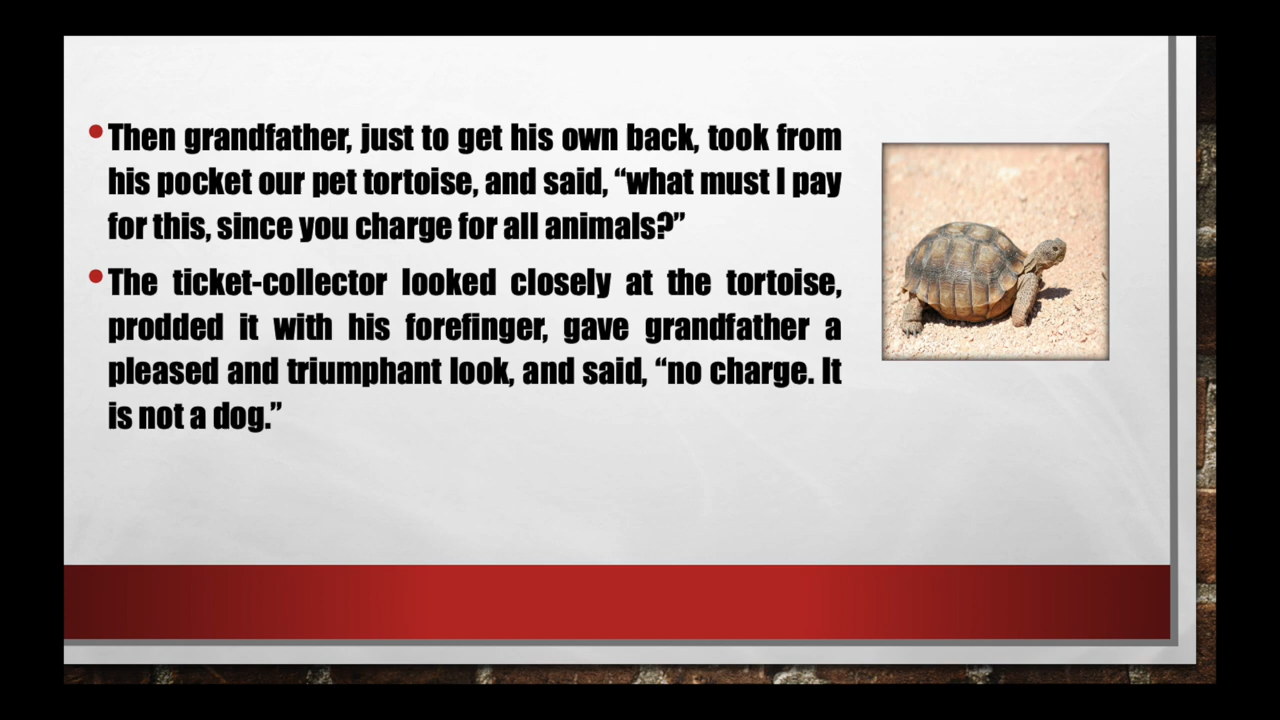 •Then grandfather, just to get his own back, took from
his pocket our pet tortoise, and said, “what must I pay
for this, since you charge for all animals?”
•The ticket-collector looked closely at the tortoise,
prodded it with his forefinger, gave grandfather a
pleased and triumphant look, and said, “no charge. It
is not a dog.”